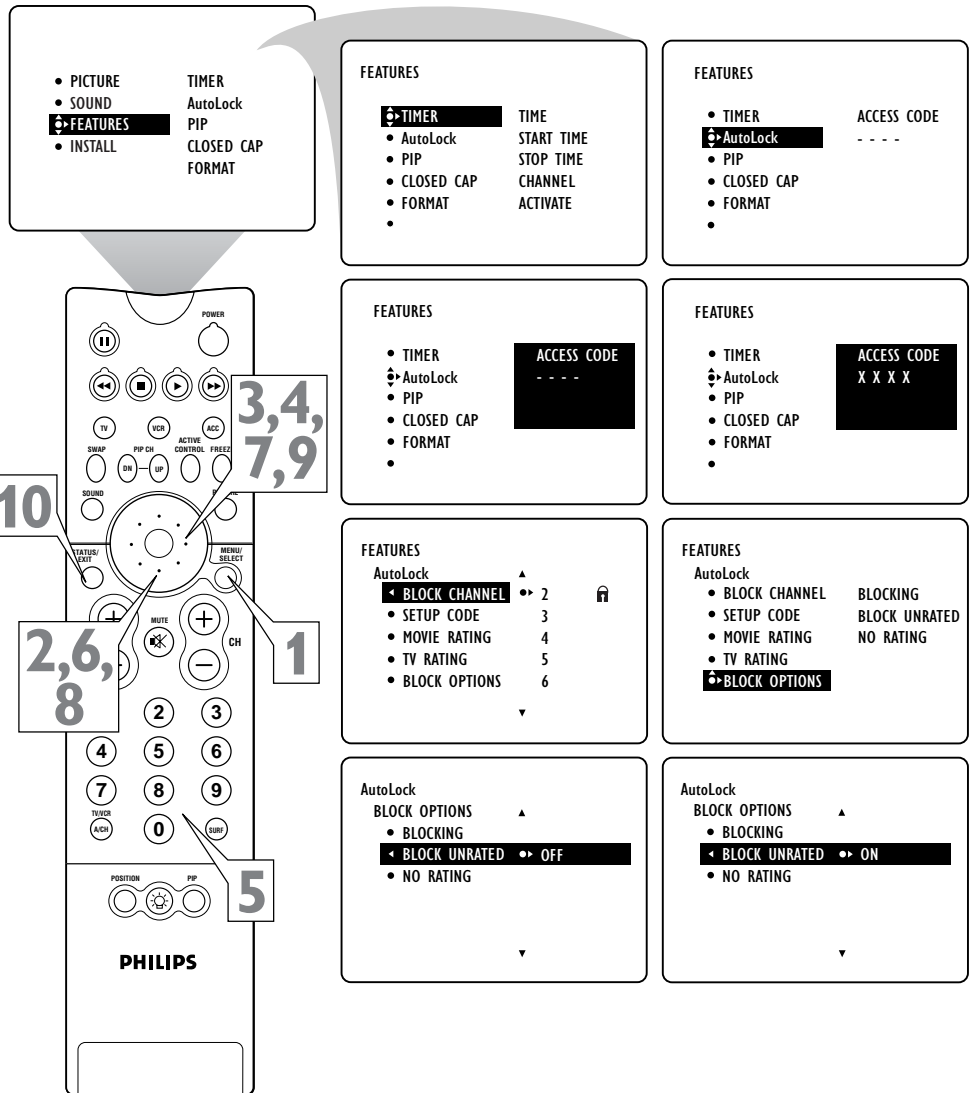 PICTURE TIMER
SOUND AutoLock
FEATURES PIP
INSTALL CLOSED CAP
FORMAT
FEATURES
TIMER TIME
AutoLock START TIME
PIP STOP TIME
CLOSED CAP CHANNEL
FORMAT ACTIVATE
FEATURES
TIMER ACCESS CODE
AutoLock - - - -
PIP
CLOSED CAP
FORMAT
FEATURES
TIMER ACCESS CODE
AutoLock - - - -
PIP
CLOSED CAP
FORMAT
FEATURES
TIMER ACCESS CODE
AutoLock X X X X
PIP
CLOSED CAP
FORMAT
FEATURES
AutoLock
BLOCK CHANNEL 2
SETUP CODE 3
MOVIE RATING 4
TV RATING 5
BLOCK OPTIONS 6
FEATURES
AutoLock
BLOCK CHANNEL BLOCKING
SETUP CODE BLOCK UNRATED
MOVIE RATING NO RATING
TV RATING
BLOCK OPTIONS
AutoLock
BLOCK OPTIONS
BLOCKING
BLOCK UNRATED OFF
NO RATING
AutoLock
BLOCK OPTIONS
BLOCKING
BLOCK UNRATED ON
NO RATING
POWER
TV VCR ACC
SWAP PIP CH ACTIVE CONTROL
DN UP
SOUND
3,4,
7,9
10
STATUS/
EXIT
MENU/
SELECT
MUTE
CH
2,6,
8
1
2 3
4 5 6
7 8 9
TV/VCR
A/CH 0 SURF
5
POSITION PIP
PHILIPS